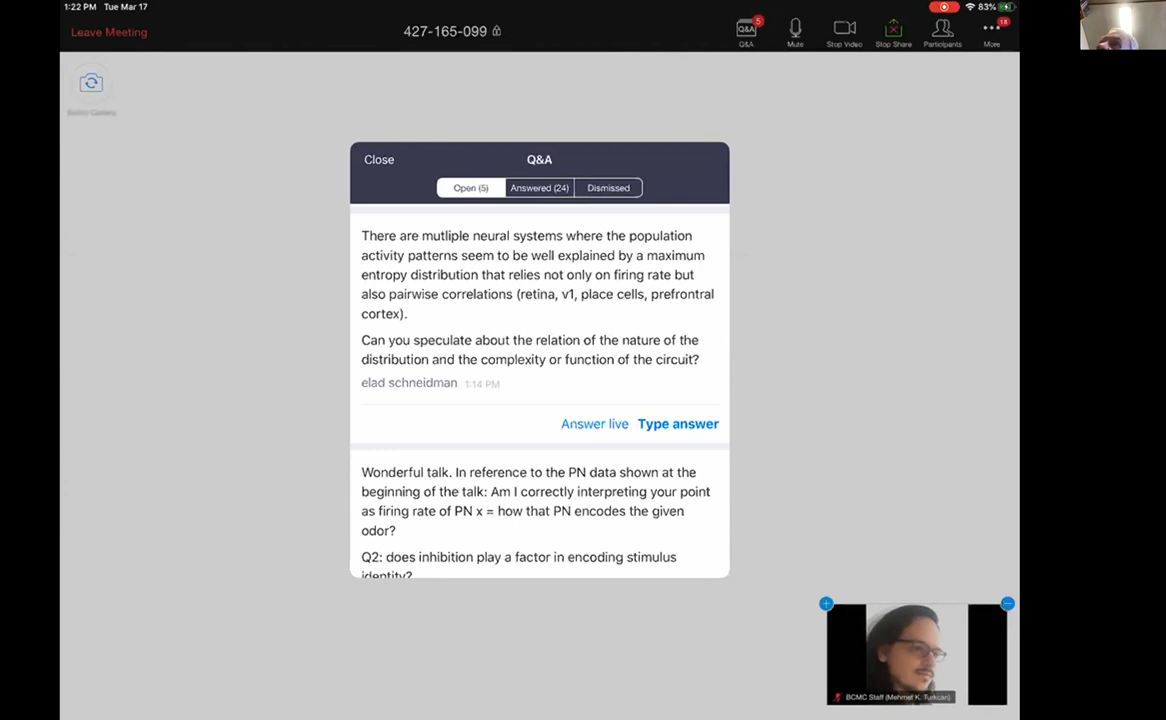 1:22 PM Tue Mar 17
83%
Leave Meeting
427-165-099
Q&A
5
Q&A
Mute
Stop Video
Stop Share
Participants
18
More
Switch Camera
Close
Q&A
Open (5)
Answered (24)
Dismissed
There are mutliple neural systems where the population
activity patterns seem to be well explained by a maximum
entropy distribution that relies not only on firing rate but
also pairwise correlations (retina, v1, place cells, prefrontal
cortex).
Can you speculate about the relation of the nature of the
distribution and the complexity or function of the circuit?
elad schneidman 1:14 PM
Answer live Type answer
Wonderful talk. In reference to the PN data shown at the
beginning of the talk: Am I correctly interpreting your point
as firing rate of PN x = how that PN encodes the given
odor?
Q2: does inhibition play a factor in encoding stimulus
identity?
BCMC Staff (Mehmet K. Turkcan)